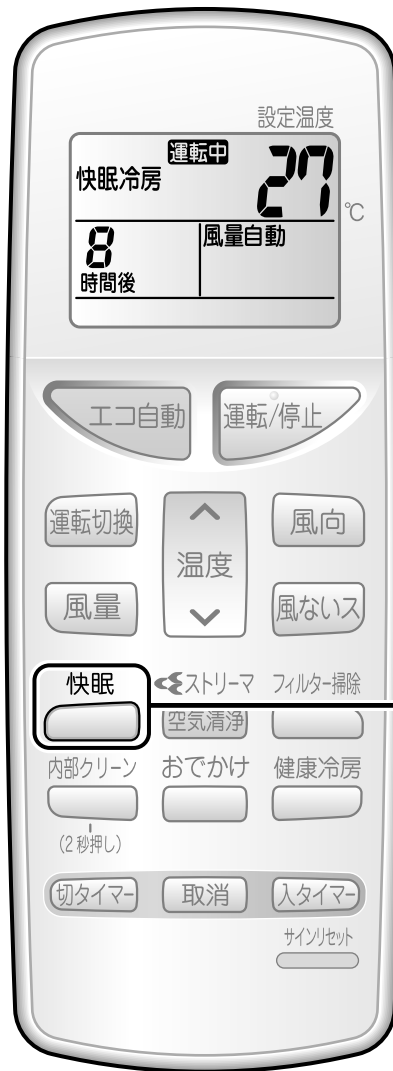 設定温度
運転中
快眠冷房 27 ℃
8 風量自動
時間後
エコ自動 運転/停止
運転切換 温度 風向
風量 風ないス
快眠 ストリーマ フィルター掃除
空気清浄
内部クリーン おでかけ 健康冷房
(2秒押し)
切タイマー 取消 入タイマー
サインリセット